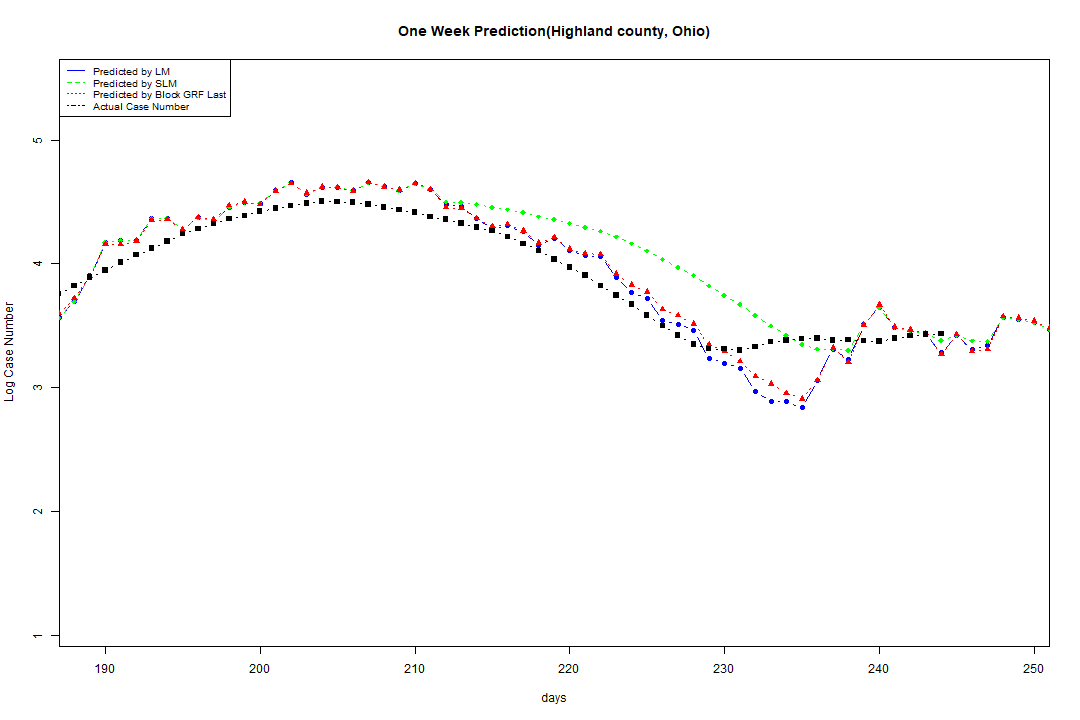 One Week Prediction(Highland county, Ohio)
Predicted by LM
Predicted by SLM
Predicted by Block GRF Last
Actual Case Number
Log Case Number
5
4
3
2
1
190 200 210 220 230 240 250
days